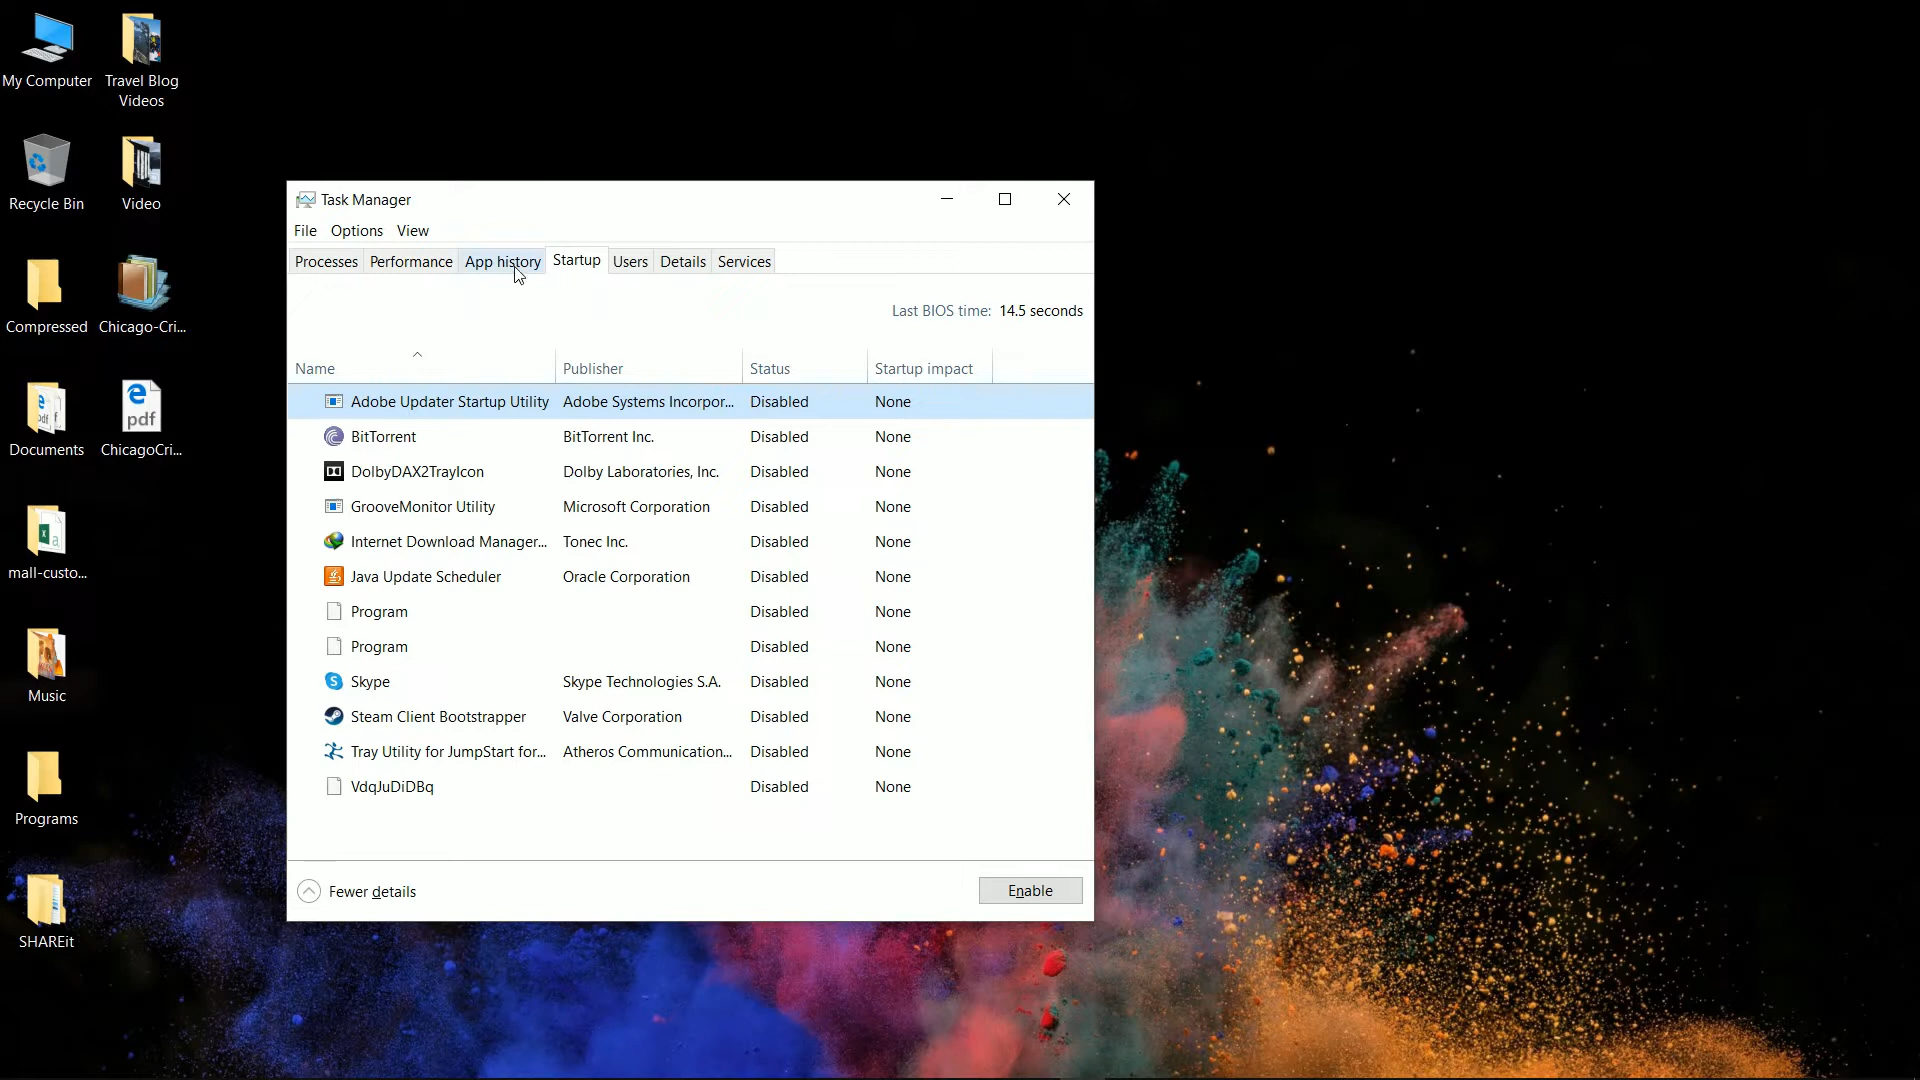 My Computer
Travel Blog
Videos
Recycle Bin
Video
Compressed
Chicago-Cri...
Documents
ChicagoCri...
mall-custo...
Music
Programs
SHAREit
Task Manager
File Options View
Processes Performance App history Startup Users Details Services
Last BIOS time: 14.5 seconds
Name Publisher Status Startup impact
Adobe Updater Startup Utility Adobe Systems Incorpor... Disabled None
BitTorrent BitTorrent Inc. Disabled None
DolbyDAX2TrayIcon Dolby Laboratories, Inc. Disabled None
GrooveMonitor Utility Microsoft Corporation Disabled None
Internet Download Manager... Tonec Inc. Disabled None
Java Update Scheduler Oracle Corporation Disabled None
Program Disabled None
Program Disabled None
Skype Skype Technologies S.A. Disabled None
Steam Client Bootstrapper Valve Corporation Disabled None
Tray Utility for JumpStart for... Atheros Communication... Disabled None
VdqJuDiDBq Disabled None
Fewer details Enable
pdf